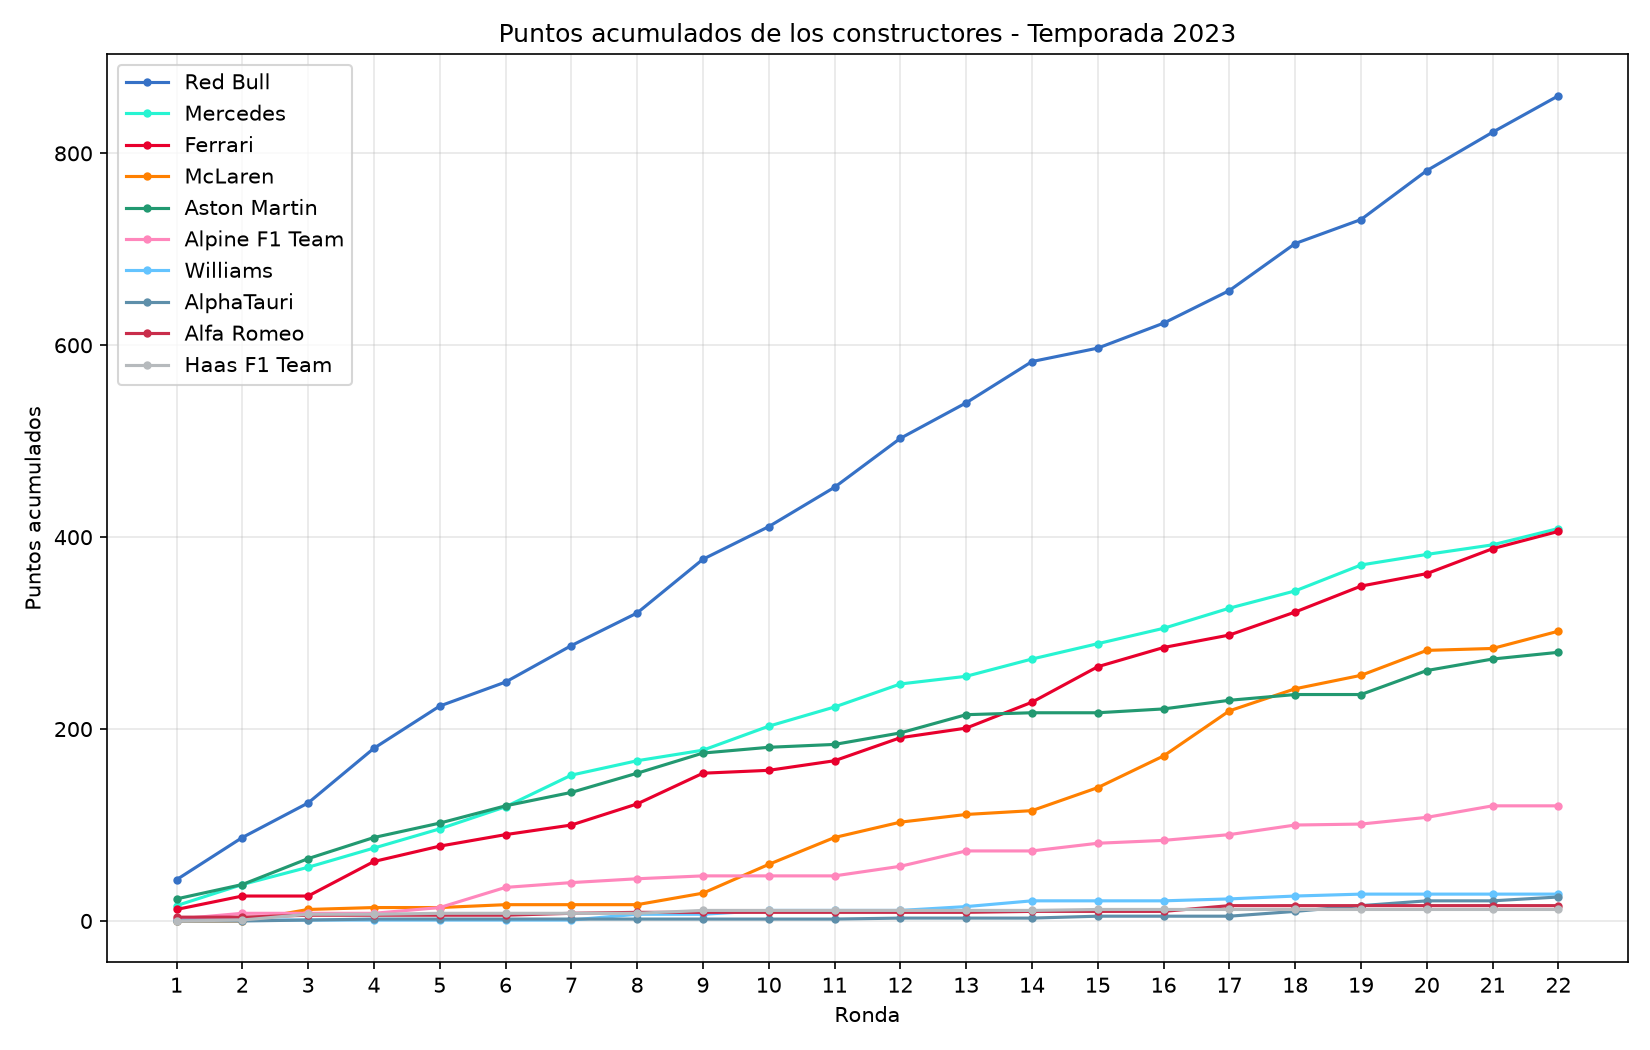 Puntos acumulados de los constructores - Temporada 2023
Red Bull
Mercedes
Ferrari
McLaren
Aston Martin
Alpine F1 Team
Williams
AlphaTauri
Alfa Romeo
Haas F1 Team
Puntos acumulados
800
600
400
200
0
1 2 3 4 5 6 7 8 9 10 11 12 13 14 15 16 17 18 19 20 21 22
Ronda